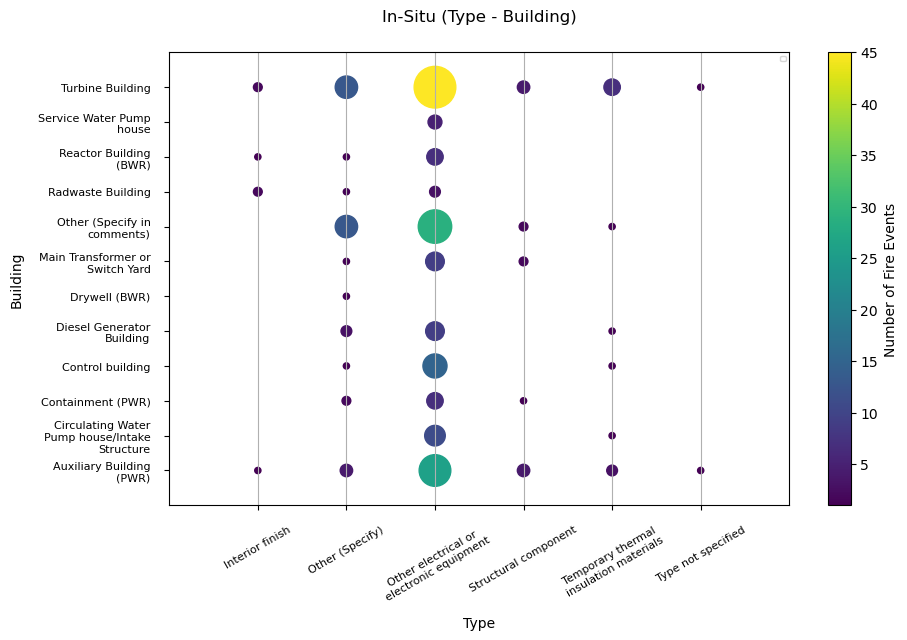 In-Situ (Type - Building)
Turbine Building
Service Water Pump
house
Reactor Building
(BWR)
Radwaste Building
Other (Specify in
comments)
Main Transformer or
Switch Yard
Drywell (BWR)
Diesel Generator
Building
Control building
Containment (PWR)
Circulating Water
Pump house/Intake
Structure
Auxiliary Building
(PWR)
Building
Interior finish
Other (Specify)
Other electrical or
electronic equipment
Structural component
Temporary thermal
insulation materials
Type not specified
Type
45
40
35
30
25
20
15
10
5
Number of Fire Events